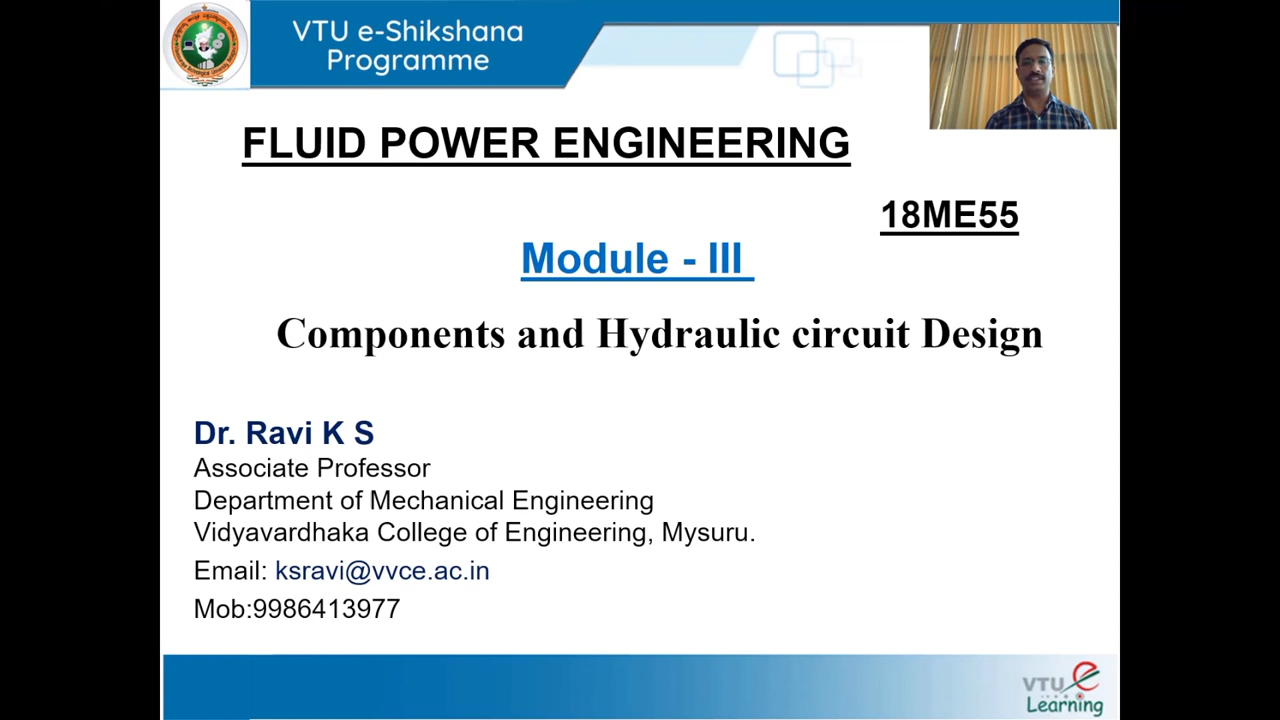 VTU e-Shikshana
Programme
FLUID POWER ENGINEERING
18ME55
Module - III
Components and Hydraulic circuit Design
Dr. Ravi K S
Associate Professor
Department of Mechanical Engineering
Vidyavardhaka College of Engineering, Mysuru.
Email: ksravi@vvce.ac.in
Mob:9986413977
VTU e
Learning